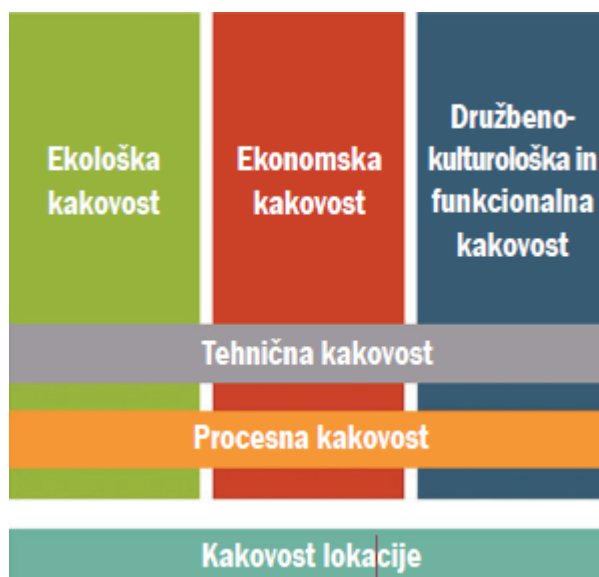 Ekološka
kakovost
Ekonomska
kakovost
Družbeno-
kulturološka in
funkcionalna
kakovost
Tehnična kakovost
Procesna kakovost
Kakovost lokacije